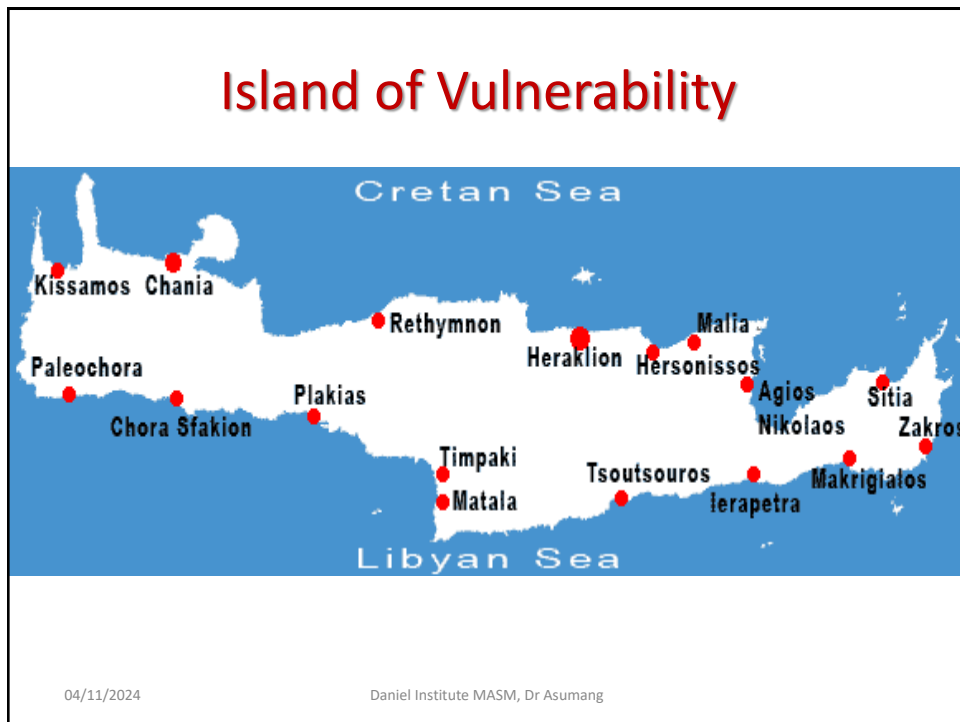 Island of Vulnerability
Cretan Sea
Kissamos
Chania
Rethymnon
Malia
Heraklion
Hersonissos
Paleochora
Plakias
Agios
Nikolaos
Sitia
Chora Sfakion
Zakros
Timpaki
Tsoutsouros
Makrigialos
Matala
Ierapetra
Libyan Sea
04/11/2024
Daniel Institute MASM, Dr Asumang